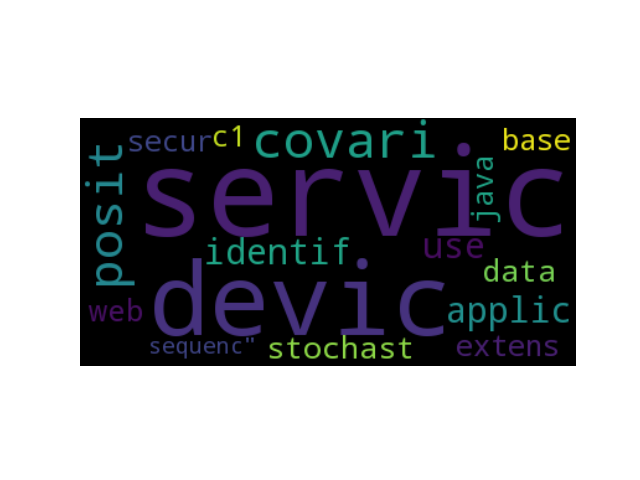 secur c1 covari base
posit servic java
identif use
devic data
web applic
sequenc" stochast extens